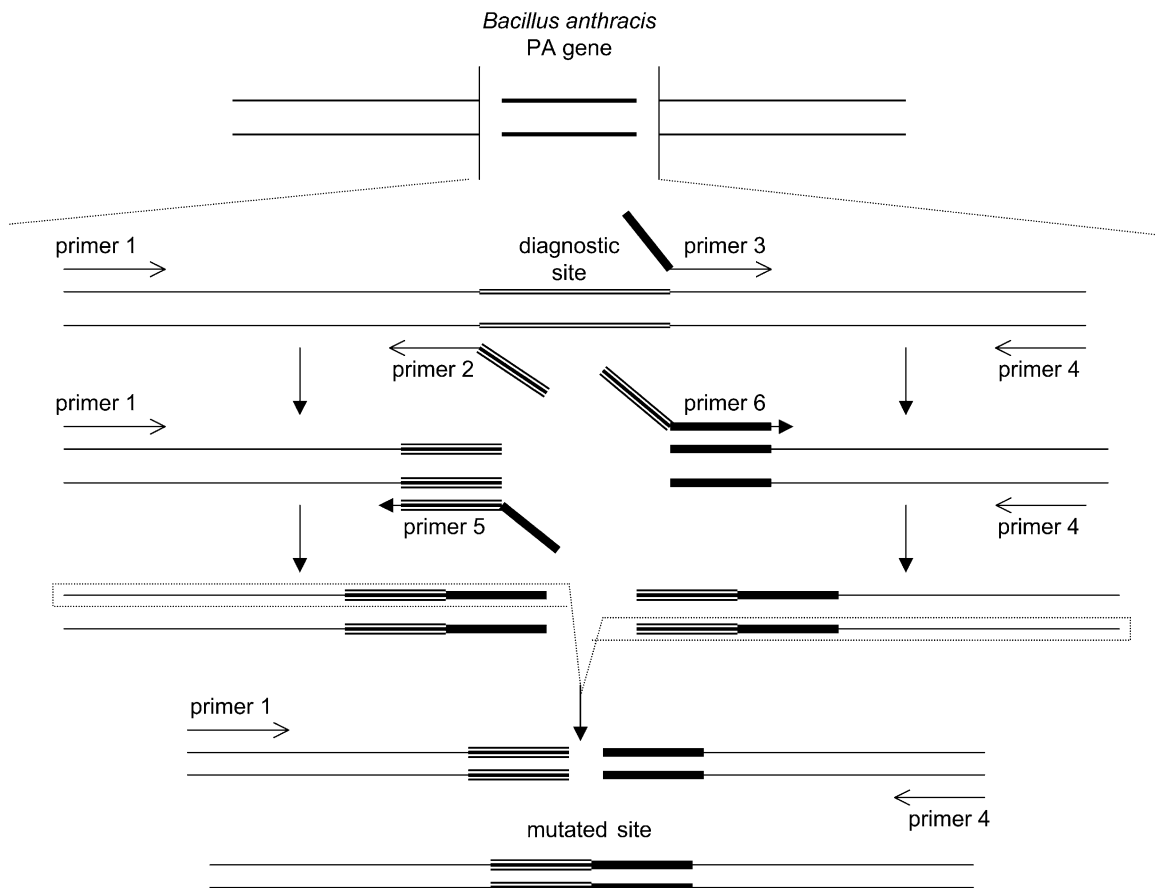 Bacillus anthracis
PA gene
primer 1
diagnostic
site
primer 3
primer 2
primer 4
primer 1
primer 6
primer 5
primer 4
primer 1
primer 4
mutated site